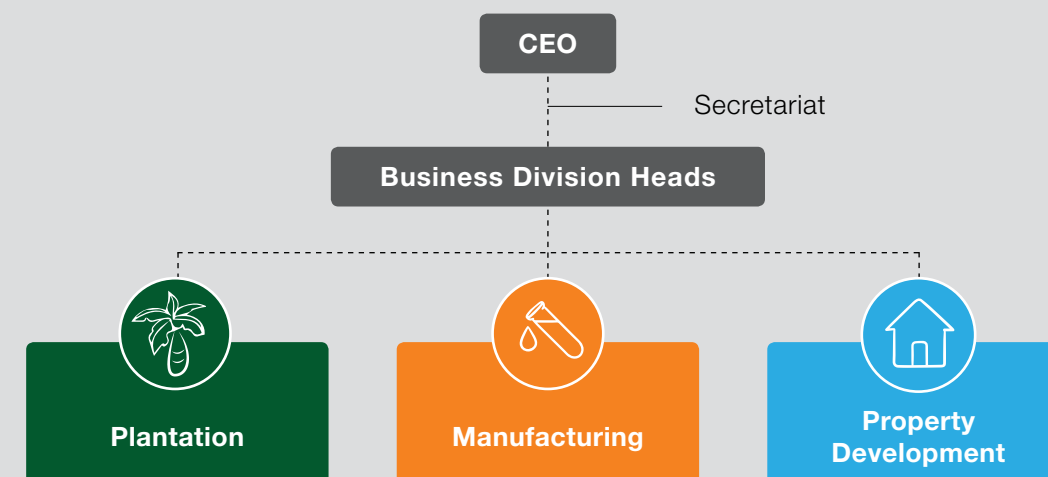 CEO
Secretariat
Business Division Heads
Plantation
Manufacturing
Property
Development